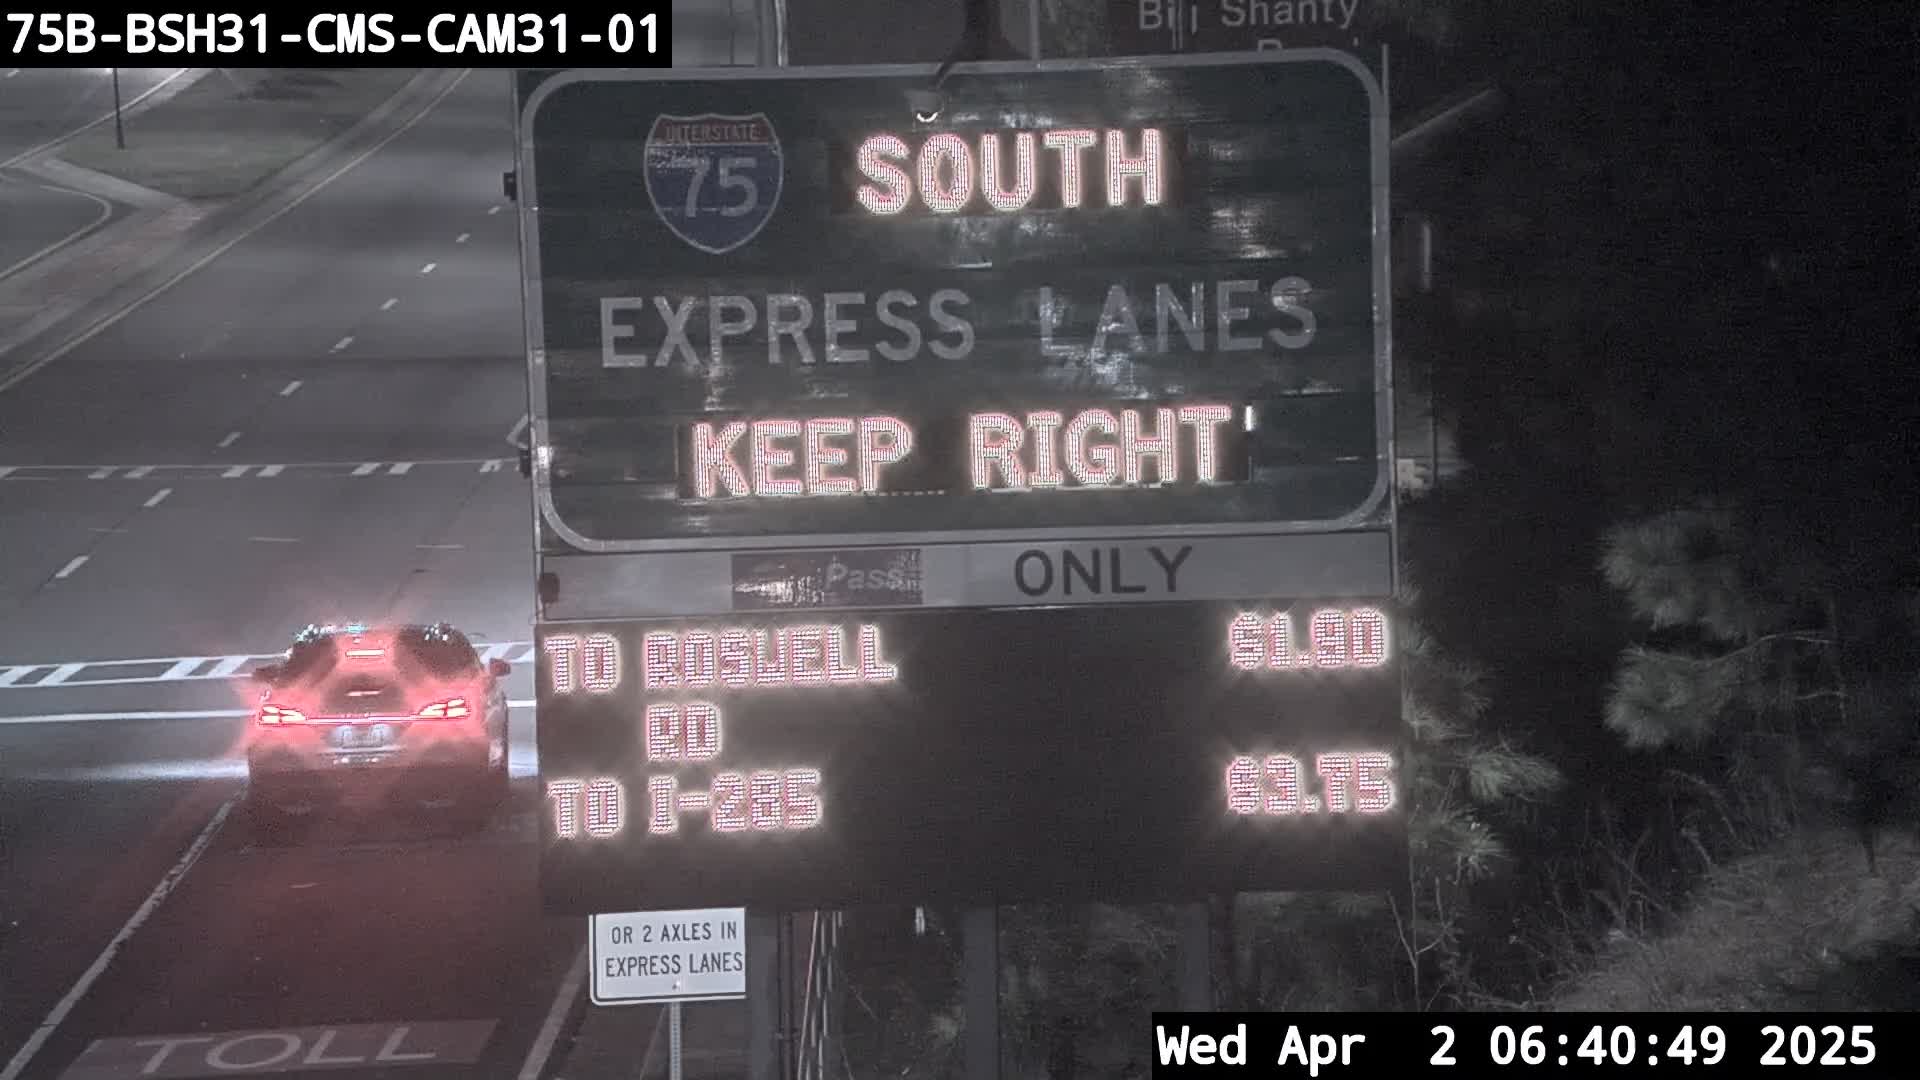 75B-BSH31-CMS-CAM31-01
Shanty
INTERSTATE
75
SOUTH
EXPRESS LANES
KEEP RIGHT
Pass ONLY
TO ROSWELL $1.90
RD
TO I-285 $3.75
OR 2 AXLES IN
EXPRESS LANES
TOLL
Wed Apr 2 06:40:49 2025